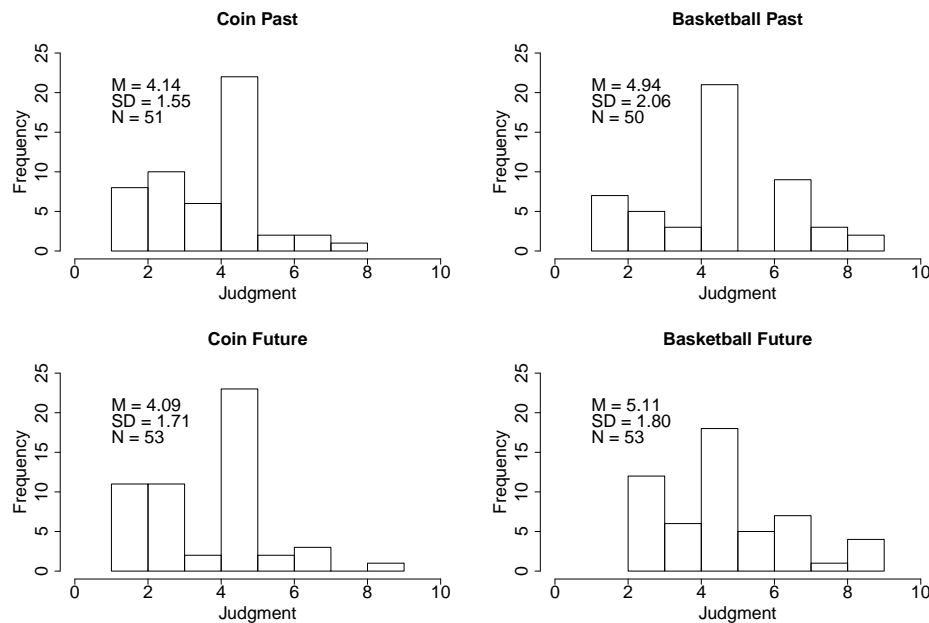 Coin Past
M = 4.14
SD = 1.55
N = 51
Frequency
0 5 10 15 20 25
0 2 4 6 8 10
Judgment
Basketball Past
M = 4.94
SD = 2.06
N = 50
Frequency
0 5 10 15 20 25
0 2 4 6 8 10
Judgment
Coin Future
M = 4.09
SD = 1.71
N = 53
Frequency
0 5 10 15 20 25
0 2 4 6 8 10
Judgment
Basketball Future
M = 5.11
SD = 1.80
N = 53
Frequency
0 5 10 15 20 25
0 2 4 6 8 10
Judgment